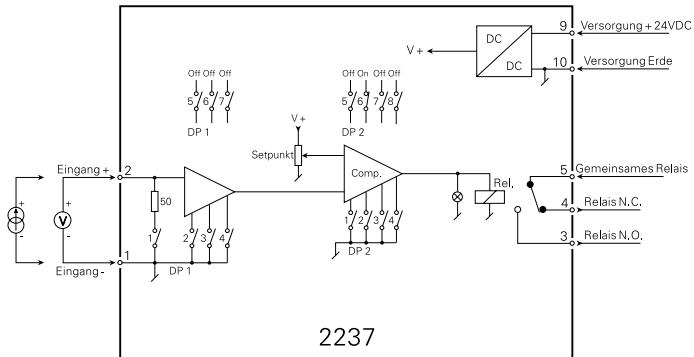 9 Versorgung + 24VDC
DC
V +
DC
10 Versorgung Erde
Off Off Off
5 6 7
DP 1
Off On Off Off
5 6 7 8
DP 2
V +
Setpunkt
Comp.
Eingang + 2
50
1 2 3 4
DP 1
1 2 3 4
DP 2
Rel.
5 Gemeinsames Relais
4 Relais N.C.
3 Relais N.O.
+
-
+
V
-
Eingang - 1
2237